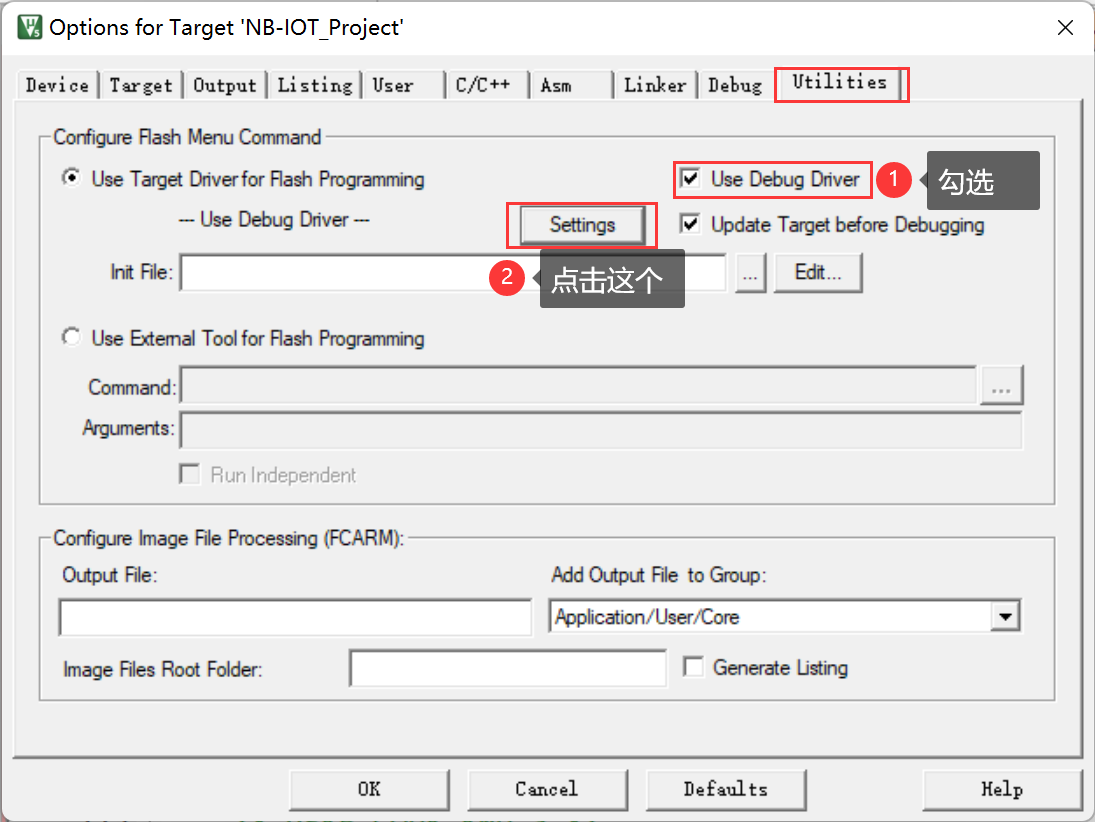 Options for Target 'NB-IOT_Project'
Device Target Output Listing User C/C++ Asm Linker Debug Utilities
Configure Flash Menu Command
Use Target Driver for Flash Programming
Use Debug Driver
1
勾选
--- Use Debug Driver ---
Settings
Update Target before Debugging
Init File:
2
点击这个
...
Edit...
Use External Tool for Flash Programming
Command:
...
Arguments:
Run Independent
Configure Image File Processing (FCARM):
Output File:
Add Output File to Group:
Application/User/Core
Image Files Root Folder:
Generate Listing
OK Cancel Defaults Help